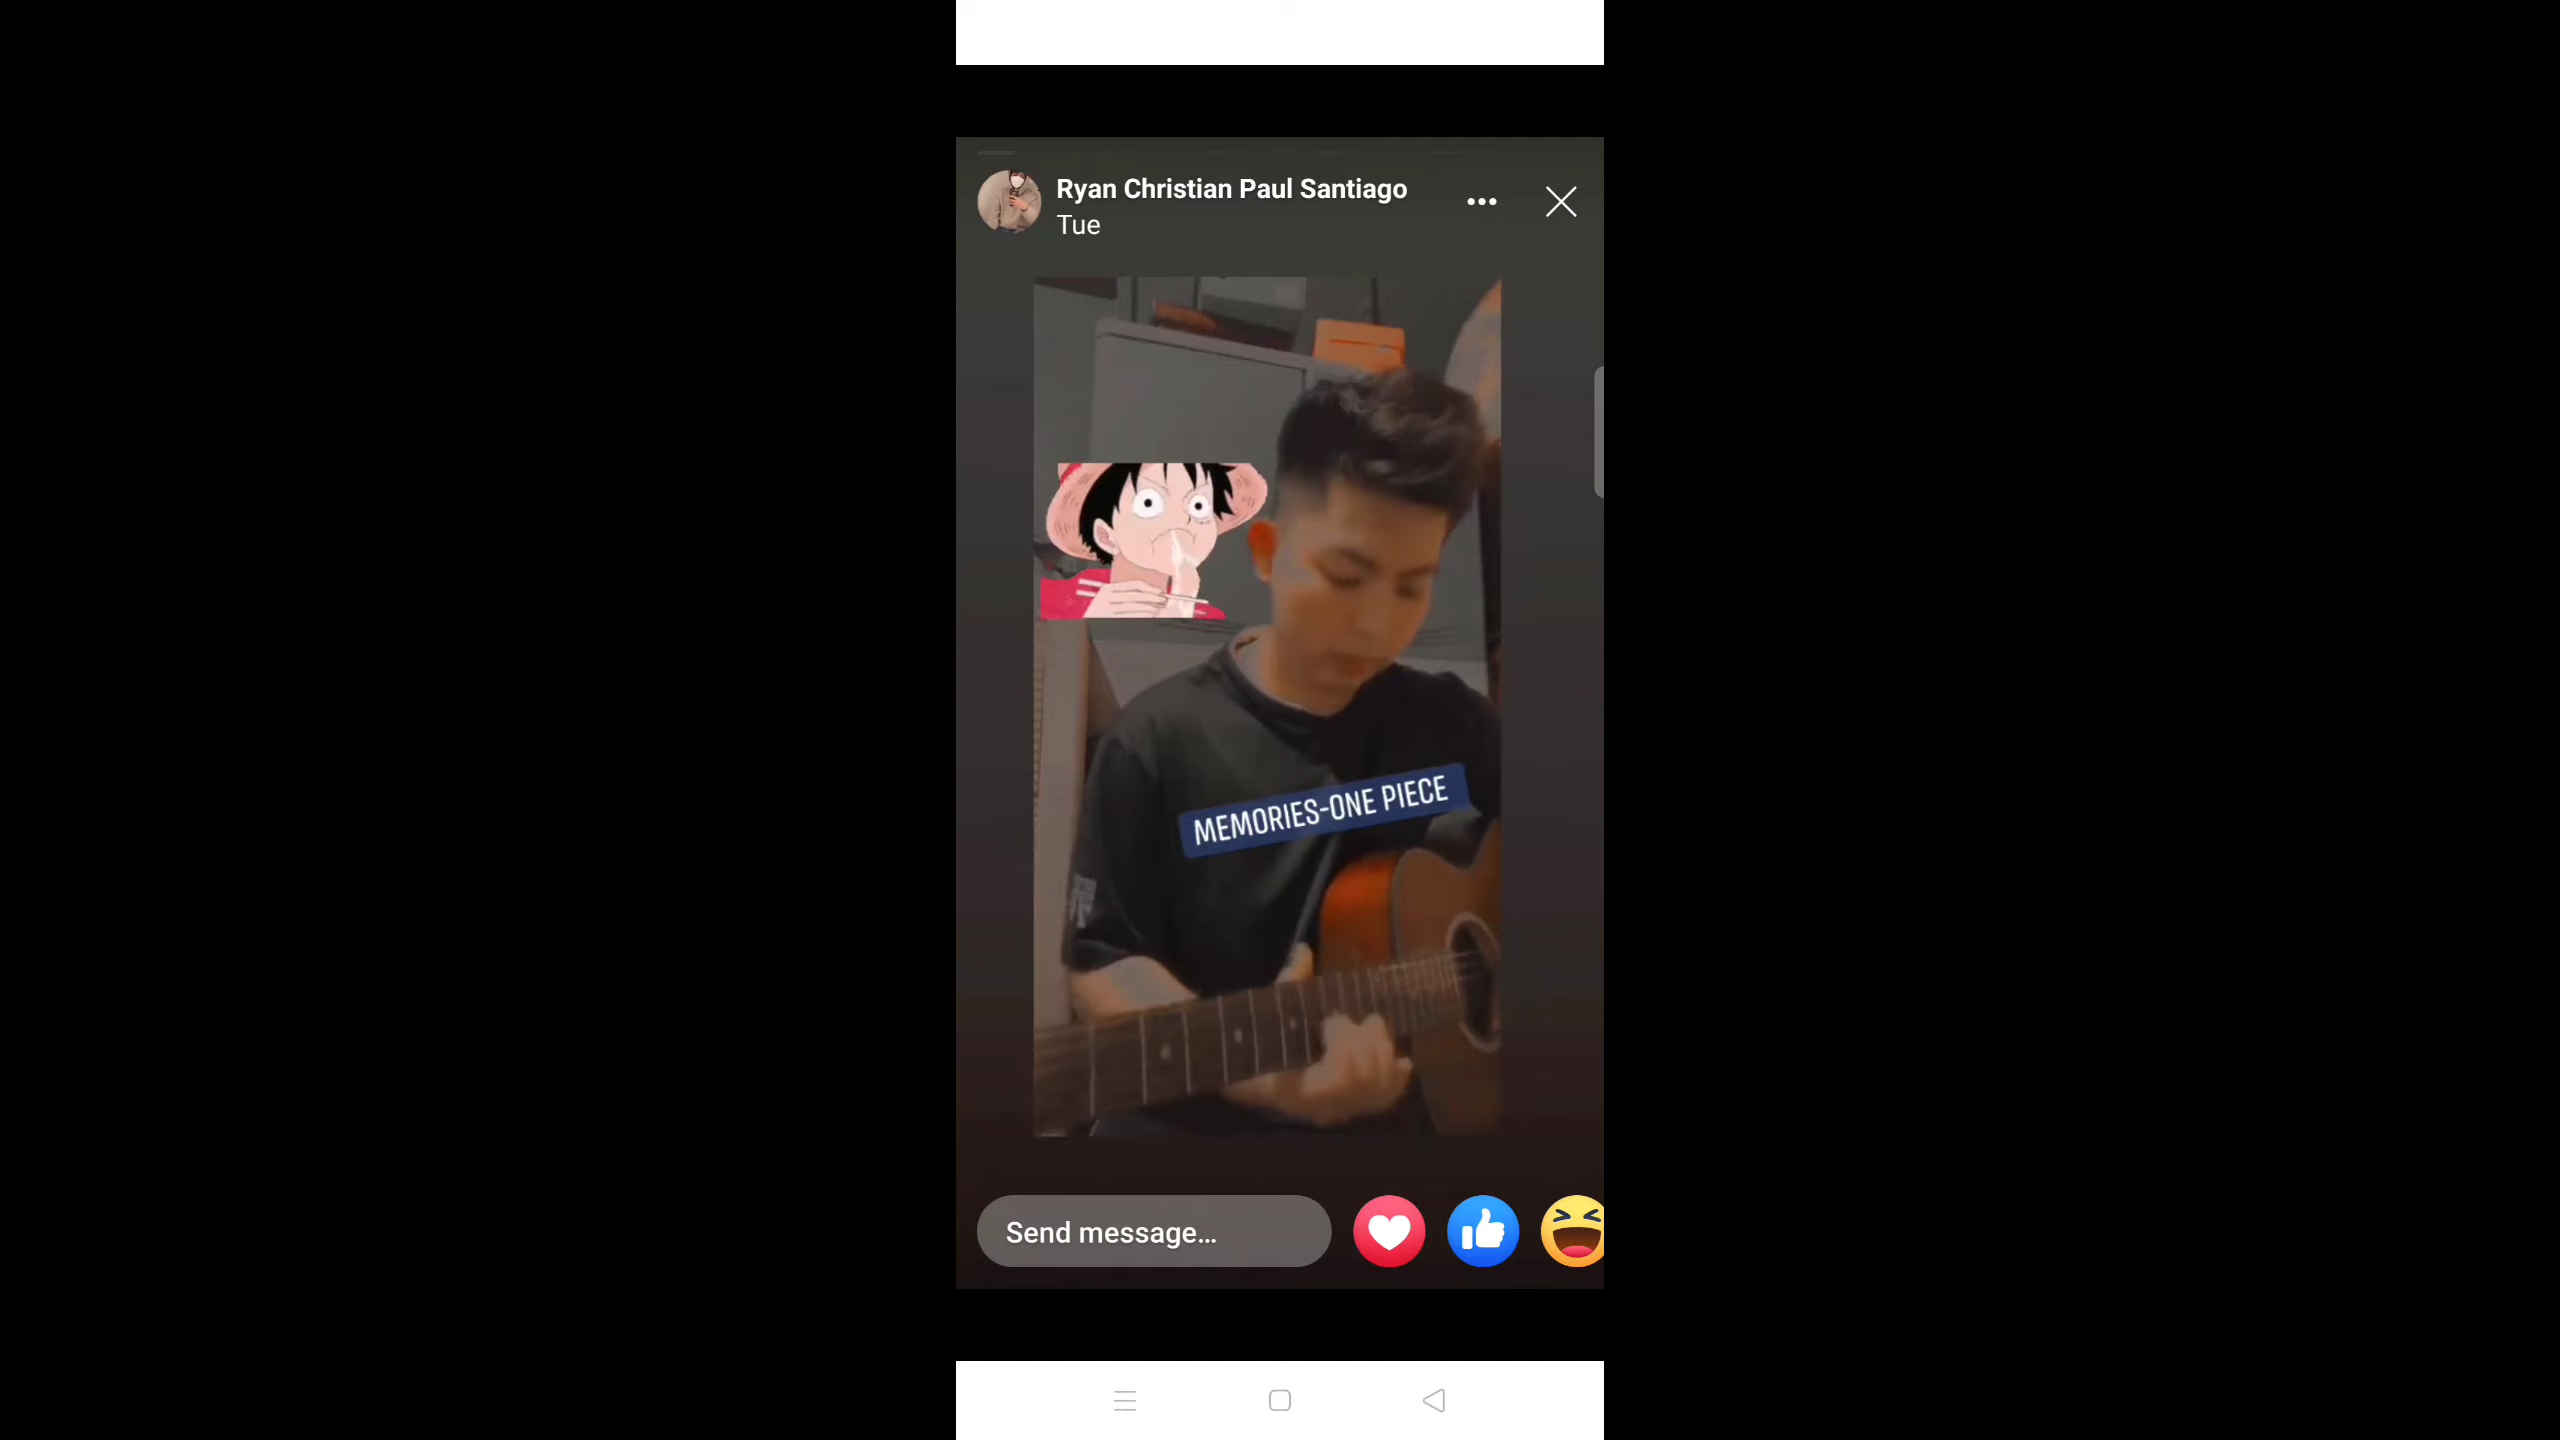 Ryan Christian Paul Santiago
Tue
MEMORIES-ONE PIECE
Send message...